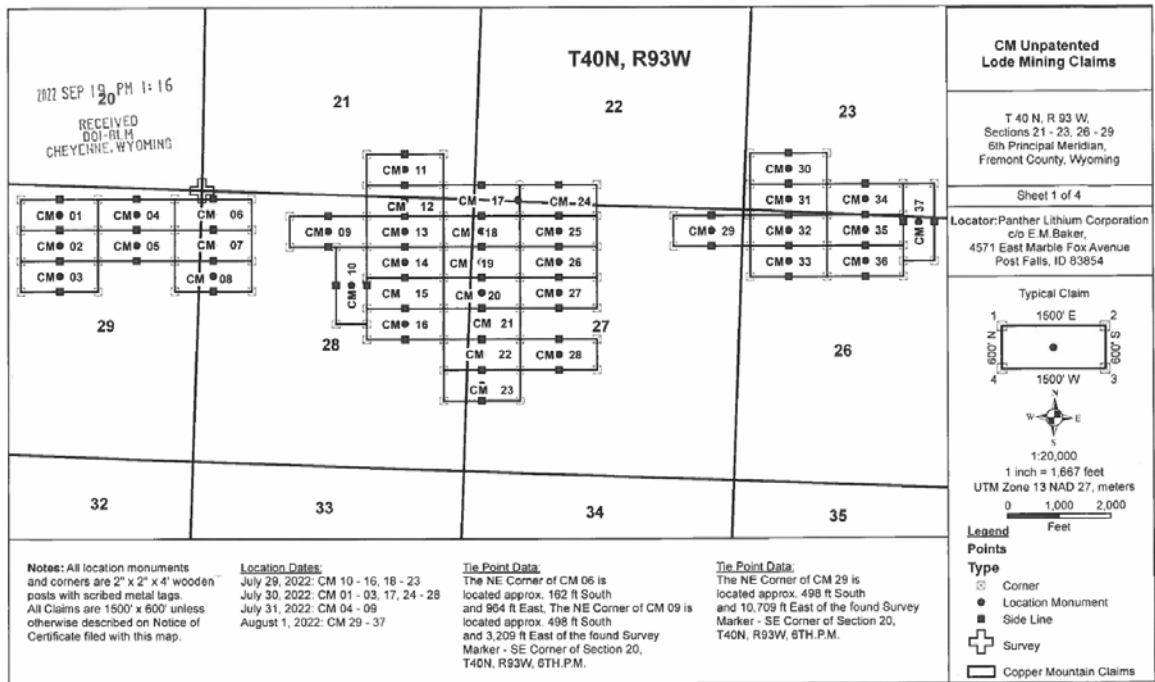 T40N, R93W
2022 SEP 19 PM 1:16
20
RECEIVED
DOI-BLM
CHEYENNE, WYOMING
21
22
23
CM 01
CM 04
CM 06
CM 02
CM 05
CM 07
CM 03
CM 08
CM 11
CM 12
CM 17
CM 24
CM 09
CM 13
CM 18
CM 25
CM 10
CM 14
CM 19
CM 26
CM 15
CM 20
CM 27
CM 16
CM 21
CM 22
CM 28
CM 23
CM 30
CM 31
CM 34
CM 37
CM 29
CM 32
CM 35
CM 33
CM 36
29
28
27
26
32
33
34
35
CM Unpatented
Lode Mining Claims
T 40 N, R 93 W,
Sections 21 - 23, 26 - 29
6th Principal Meridian,
Fremont County, Wyoming
Sheet 1 of 4
Locator:Panther Lithium Corporation
c/o E.M.Baker,
4571 East Marble Fox Avenue
Post Falls, ID 83854
Typical Claim
1 1500' E 2
600' N
600' S
4 1500' W 3
N
W E
S
1:20,000
1 inch = 1,667 feet
UTM Zone 13 NAD 27, meters
0 1,000 2,000
Feet
Legend
Points
Type
Corner
Location Monument
Side Line
Survey
Copper Mountain Claims
Notes: All location monuments
and corners are 2" x 2" x 4' wooden
posts with scribed metal tags.
All Claims are 1500' x 600' unless
otherwise described on Notice of
Certificate filed with this map.
Location Dates:
July 29, 2022: CM 10 - 16, 18 - 23
July 30, 2022: CM 01 - 03, 17, 24 - 28
July 31, 2022: CM 04 - 09
August 1, 2022: CM 29 - 37
Tie Point Data:
The NE Corner of CM 06 is
located approx. 162 ft South
and 964 ft East, The NE Corner of CM 09 is
located approx. 498 ft South
and 3,209 ft East of the found Survey
Marker - SE Corner of Section 20,
T40N, R93W, 6TH.P.M.
Tie Point Data:
The NE Corner of CM 29 is
located approx. 498 ft South
and 10,709 ft East of the found Survey
Marker - SE Corner of Section 20,
T40N, R93W, 6TH.P.M.